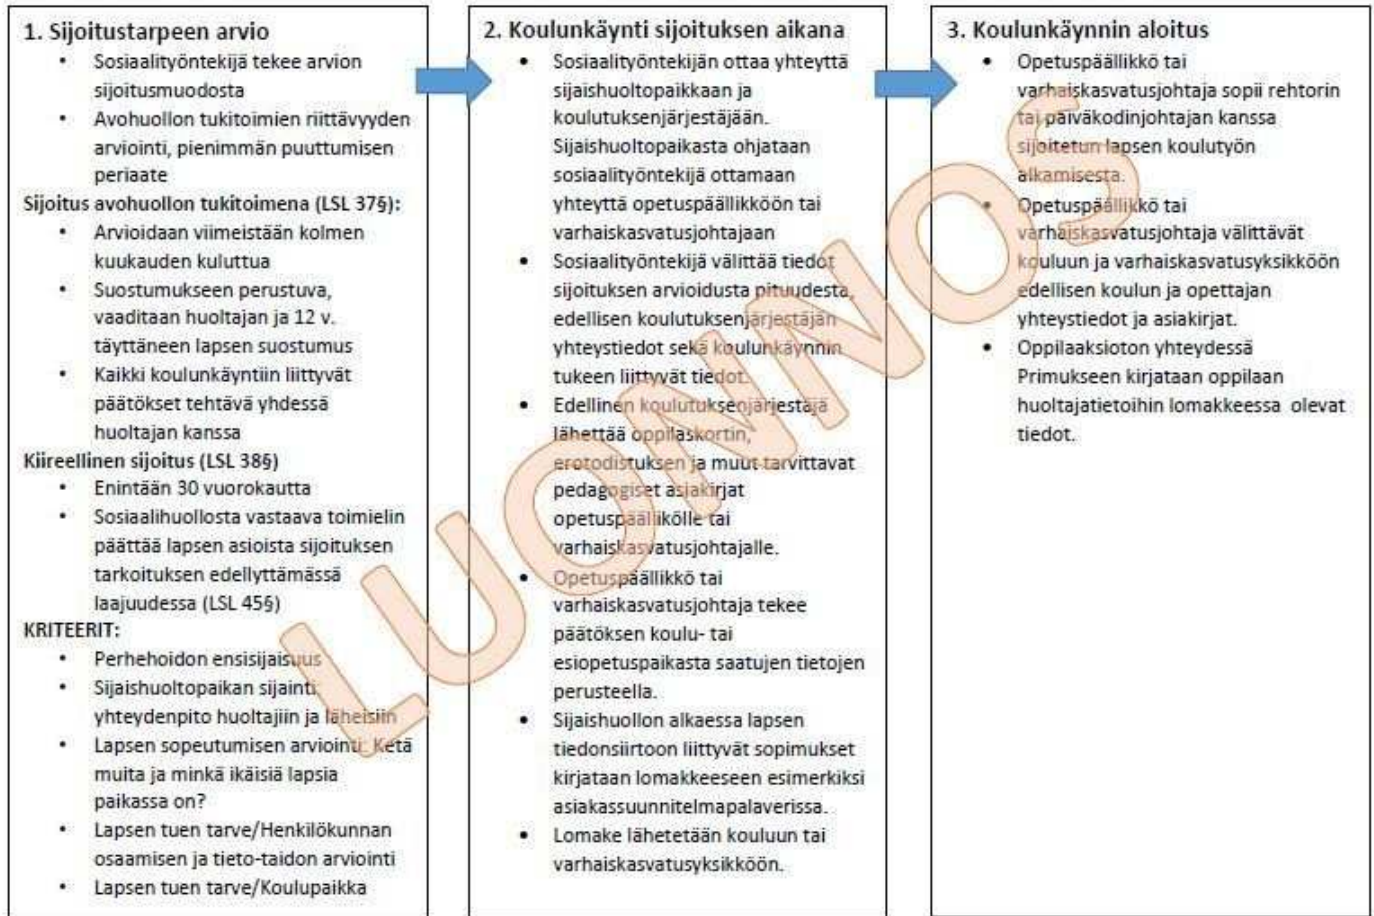 1. Sijoitustarpeen arvio
• Sosiaalityöntekijä tekee arvion
sijoitusmuodosta
• Avohuollon tukitoimien riittävyyden
arviointi, pienimmän puuttumisen
periaate
Sijoitus avohuollon tukitoimena (LSL 37§):
• Arvioidaan viimeistään kolmen
kuukauden kuluttua
• Suostumukseen perustuva,
vaaditaan huoltajan ja 12 v.
täyttäneen lapsen suostumus
• Kaikki koulunkäyntiin liittyvät
päätökset tehtävä yhdessä
huoltajan kanssa
Kiireellinen sijoitus (LSL 38§)
• Enintään 30 vuorokautta
• Sosiaalihuollosta vastaava toimielin
päättää lapsen asioista sijoituksen
tarkoituksen edellyttämässä
laajuudessa (LSL 45§)
KRITEERIT:
• Perhehoidon ensisijaisuus
• Sijaishuoltopaikan sijainti:
yhteydenpito huoltajiin ja läheisiin
• Lapsen sopeutumisen arviointi: Ketä
muita ja minkä ikäisiä lapsia
paikassa on?
• Lapsen tuen tarve/Henkilökunnan
osaamisen ja tieto-taidon arviointi
• Lapsen tuen tarve/Koulupaikka
2. Koulunkäynti sijoituksen aikana
• Sosiaalityöntekijän ottaa yhteyttä
sijaishuoltopaikkaan ja
koulutuksenjärjestäjään.
Sijaishuoltopaikasta ohjataan
sosiaalityöntekijä ottamaan
yhteyttä opetuspäällikköön tai
varhaiskasvatusjohtajaan
• Sosiaalityöntekijä välittää tiedot
sijoituksen arvioidusta pituudesta,
edellisen koulutuksenjärjestäjän
yhteystiedot sekä koulunkäynnin
tukeen liittyvät tiedot.
• Edellinen koulutuksenjärjestäjä
lähettää oppilaskortin,
erotodistuksen ja muut tarvittavat
pedagogiset asiakirjat
opetuspäällikölle tai
varhaiskasvatusjohtajalle.
• Opetuspäällikkö tai
varhaiskasvatusjohtaja tekee
päätöksen koulu- tai
esiopetuspaikasta saatujen tietojen
perusteella.
• Sijaishuollon alkaessa lapsen
tiedonsiirtoon liittyvät sopimukset
kirjataan lomakkeeseen esimerkiksi
asiakassuunnitelmapalaverissa.
• Lomake lähetetään kouluun tai
varhaiskasvatusyksikköön.
3. Koulunkäynnin aloitus
• Opetuspäällikkö tai
varhaiskasvatusjohtaja sopii rehtorin
tai päiväkodinjohtajan kanssa
sijoitetun lapsen koulutyön
alkamisesta.
• Opetuspäällikkö tai
varhaiskasvatusjohtaja välittävät
kouluun ja varhaiskasvatusyksikköön
edellisen koulun ja opettajan
yhteystiedot ja asiakirjat.
• Oppilaaksioton yhteydessä
Primukseen kirjataan oppilaan
huoltajatietoihin lomakkeessa olevat
tiedot.
LUONNOS